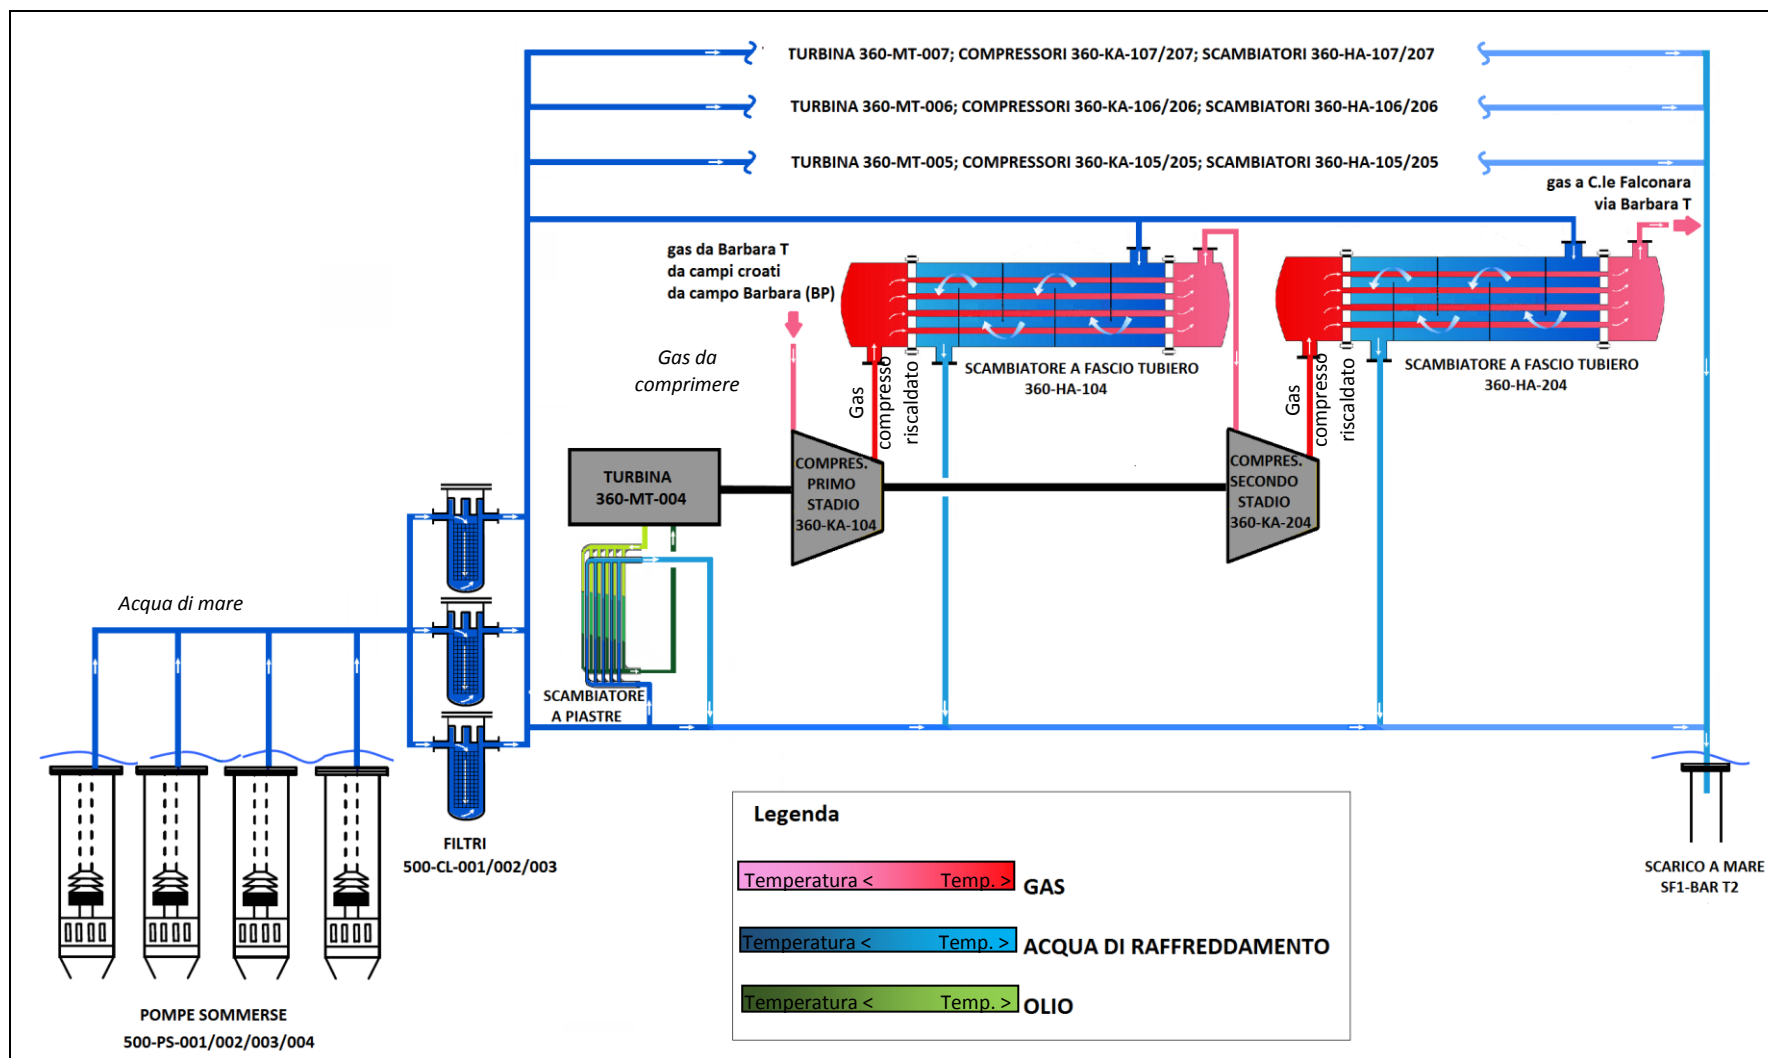 TURBINA 360-MT-007; COMPRESSORI 360-KA-107/207; SCAMBIATORI 360-HA-107/207
TURBINA 360-MT-006; COMPRESSORI 360-KA-106/206; SCAMBIATORI 360-HA-106/206
TURBINA 360-MT-005; COMPRESSORI 360-KA-105/205; SCAMBIATORI 360-HA-105/205
gas a C.le Falconara
via Barbara T
gas da Barbara T
da campi croati
da campo Barbara (BP)
Gas da
comprimere
SCAMBIATORE A FASCIO TUBIERO
360-HA-104
SCAMBIATORE A FASCIO TUBIERO
360-HA-204
Gas
compresso
riscaldato
Gas
compresso
riscaldato
TURBINA
360-MT-004
COMPRES.
PRIMO
STADIO
360-KA-104
COMPRES.
SECONDO
STADIO
360-KA-204
Acqua di mare
SCAMBIATORE
A PIASTRE
FILTRI
500-CL-001/002/003
POMPE SOMMERSE
500-PS-001/002/003/004
SCARICO A MARE
SF1-BAR T2
Legenda
Temperatura < Temp. > GAS
Temperatura < Temp. > ACQUA DI RAFFREDDAMENTO
Temperatura < Temp. > OLIO